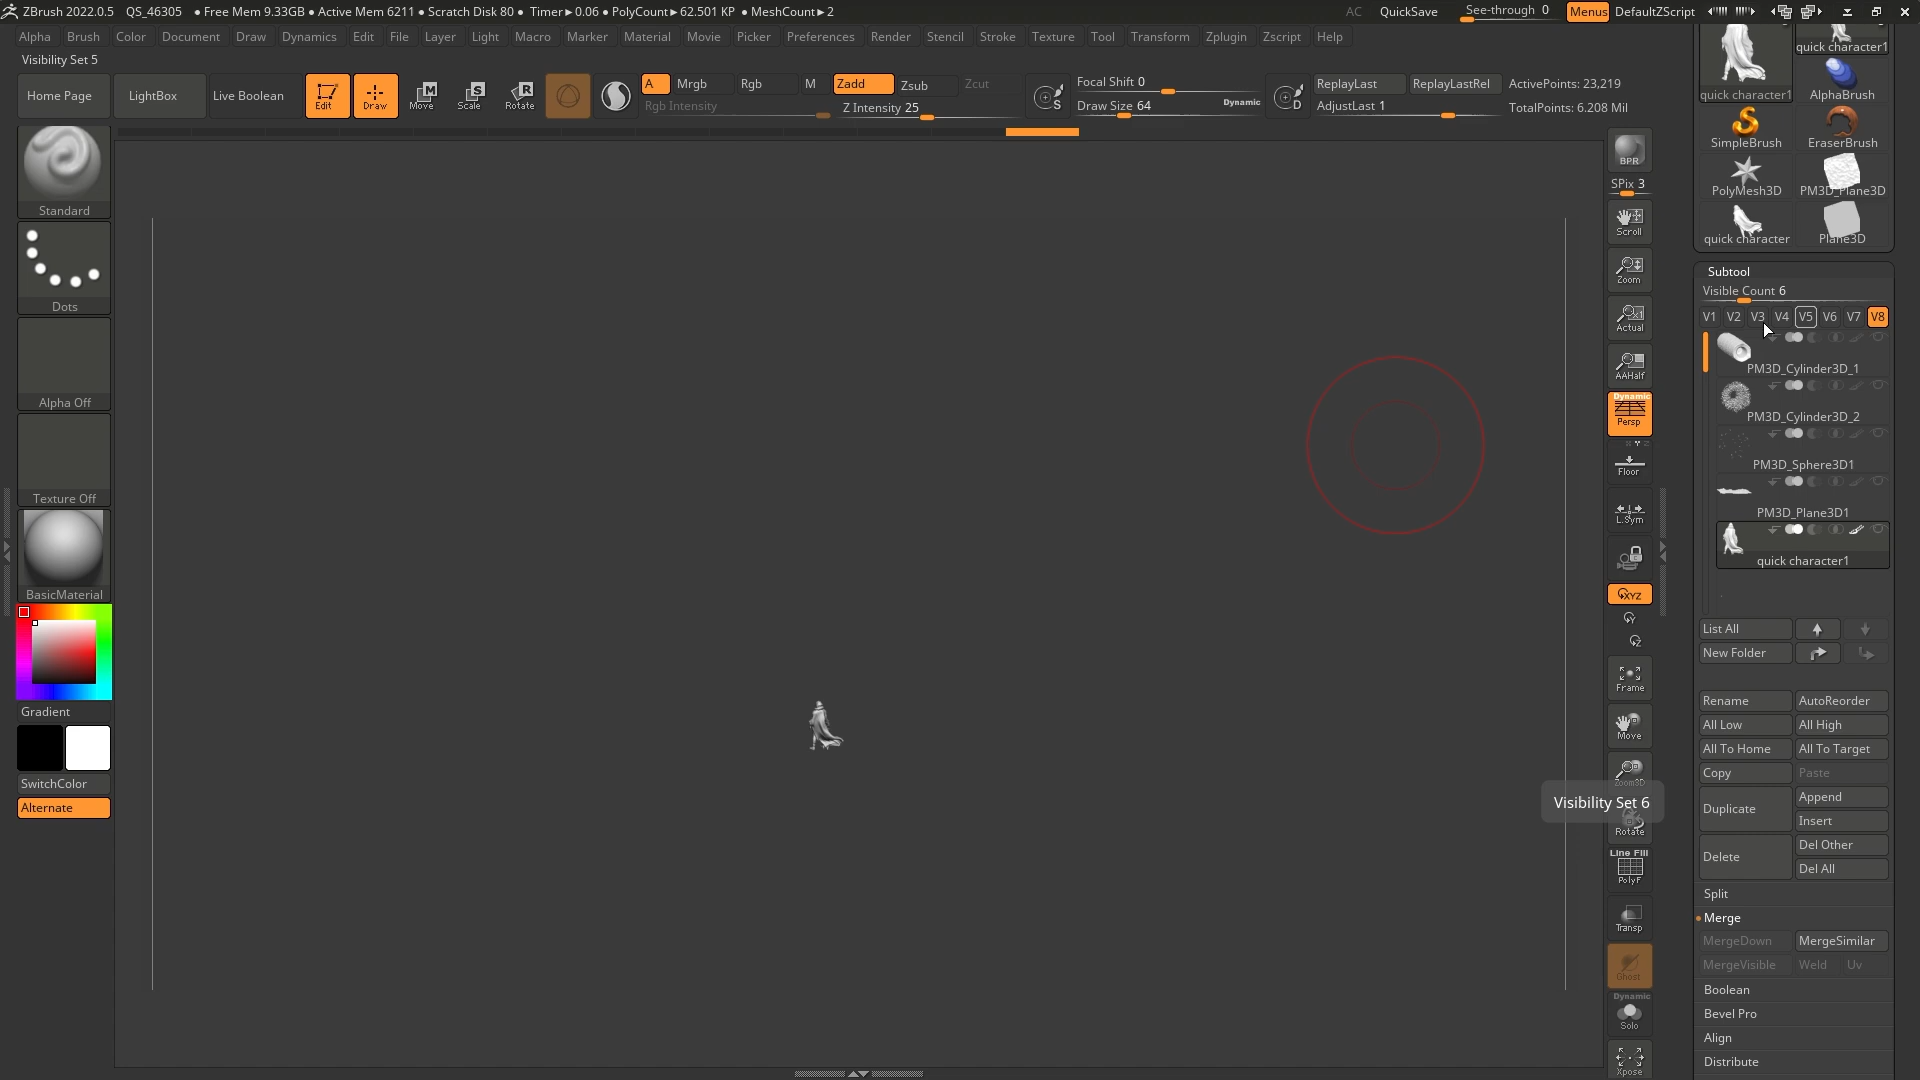 ZBrush 2022.0.5 QS_46305 • Free Mem 9.33GB • Active Mem 6211 • Scratch Disk 80 • Timer▸0.06 • PolyCount▸62.501 KP • MeshCount▸2 AC QuickSave See-through 0 Menus DefaultZScript
Alpha Brush Color Document Draw Dynamics Edit File Layer Light Macro Marker Material Movie Picker Preferences Render Stencil Stroke Texture Tool Transform Zplugin Zscript Help
Visibility Set 5
Home Page LightBox Live Boolean Edit Draw Move Scale Rotate A Mrgb Rgb M Zadd Zsub Zcut
Rgb Intensity Z Intensity 25
S Focal Shift 0
Draw Size 64 Dynamic
D ReplayLast ReplayLastRel
AdjustLast 1
ActivePoints: 23,219
TotalPoints: 6.208 Mil
Standard
Dots
Alpha Off
Texture Off
BasicMaterial
Gradient
SwitchColor
Alternate
BPR
SPix 3
Scroll
Zoom
Actual
AAHalf
Dynamic
Persp
Floor
L.Sym
XYZ
Y
Z
Frame
Move
Zoom3D
Visibility Set 6
Rotate
Line Fill
PolyF
Transp
Ghost
Dynamic
Solo
Xpose
quick character1
quick character1
AlphaBrush
SimpleBrush EraserBrush
PolyMesh3D PM3D_Plane3D
quick character Plane3D
Subtool
Visible Count 6
V1 V2 V3 V4 V5 V6 V7 V8
PM3D_Cylinder3D_1
PM3D_Cylinder3D_2
PM3D_Sphere3D1
PM3D_Plane3D1
quick character1
List All
New Folder
Rename AutoReorder
All Low All High
All To Home All To Target
Copy Paste
Duplicate Append
Insert
Delete Del Other
Del All
Split
Merge
MergeDown MergeSimilar
MergeVisible Weld Uv
Boolean
Bevel Pro
Align
Distribute